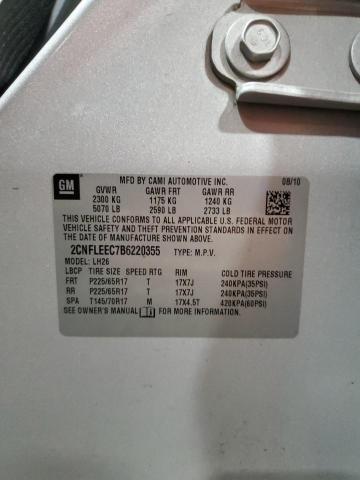 GM
MFD BY CAMI AUTOMOTIVE INC. 08/10
GVWR GAWR FRT GAWR RR
2300 KG 1175 KG 1240 KG
5070 LB 2590 LB 2733 LB
THIS VEHICLE CONFORMS TO ALL APPLICABLE U.S. FEDERAL MOTOR
VEHICLE SAFETY, BUMPER, AND THEFT PREVENTION STANDARDS IN EFFECT
ON THE DATE OF MANUFACTURE SHOWN ABOVE.
2CNFLEEC7B6220355 TYPE: M.P.V.
MODEL: LH26
LBCP TIRE SIZE SPEED RTG RIM COLD TIRE PRESSURE
FRT P225/65R17 T 17X7J 240KPA(35PSI)
RR P225/65R17 T 17X7J 240KPA(35PSI)
SPA T145/70R17 M 17X4.5T 420KPA(60PSI)
SEE OWNER'S MANUAL FOR MORE INFORMATION.